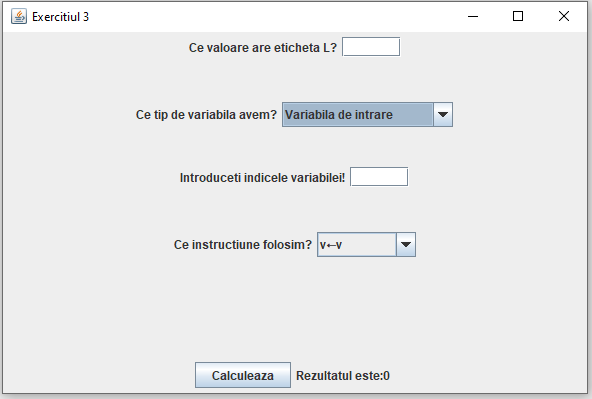 Exercitiul 3
Ce valoare are eticheta L?
Ce tip de variabila avem? Variabila de intrare
Introduceti indicele variabilei!
Ce instructiune folosim? v←v
Calculeaza Rezultatul este:0